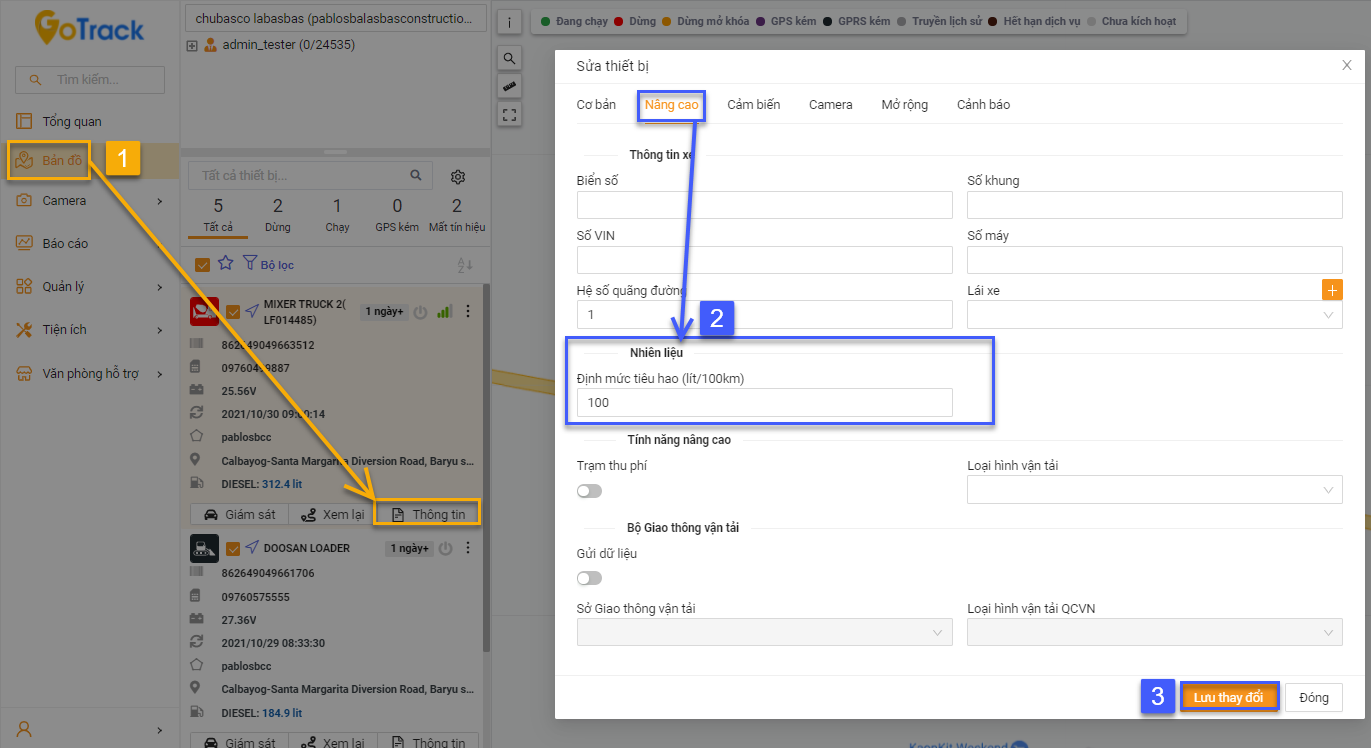 GoTrack
Tìm kiếm...
Tổng quan
Bản đồ
1
Camera
Báo cáo
Quản lý
Tiện ích
Văn phòng hỗ trợ
chubasco labasbas (pablosbalasbasconstructio...
admin_tester (0/24535)
Tất cả thiết bị...
5
2
1
0
2
Tất cả
Dừng
Chạy
GPS kém
Mất tín hiệu
Bộ lọc
MIXER TRUCK 2(
LF014485)
1 ngày+
862649049663512
25.56V
2021/10/30 09:00:14
pablosbcc
Calbayog-Santa Margarita Diversion Road, Baryu s...
DIESEL: 312.4 lit
Giám sát
Xem lại
Thông tin
DOOSAN LOADER
1 ngày+
862649049661706
09760575555
27.36V
2021/10/29 08:33:30
pablosbcc
Calbayog-Santa Margarita Diversion Road, Baryu s...
DIESEL: 184.9 lit
Giám sát
Xem lại
Thông tin
Đang chạy
Dừng
Dừng mở khóa
GPS kém
GPRS kém
Truyền lịch sử
Hết hạn dịch vụ
Chưa kích hoạt
Sửa thiết bị
Cơ bản
Nâng cao
Cảm biến
Camera
Mở rộng
Cảnh báo
Thông tin xe
Biển số
Số khung
Số VIN
Số máy
Hệ số quãng đường
Lái xe
1
2
Nhiên liệu
Định mức tiêu hao (lít/100km)
100
Tính năng nâng cao
Trạm thu phí
Loại hình vận tải
Bộ Giao thông vận tải
Gửi dữ liệu
Sở Giao thông vận tải
Loại hình vận tải QCVN
3
Lưu thay đổi
Đóng